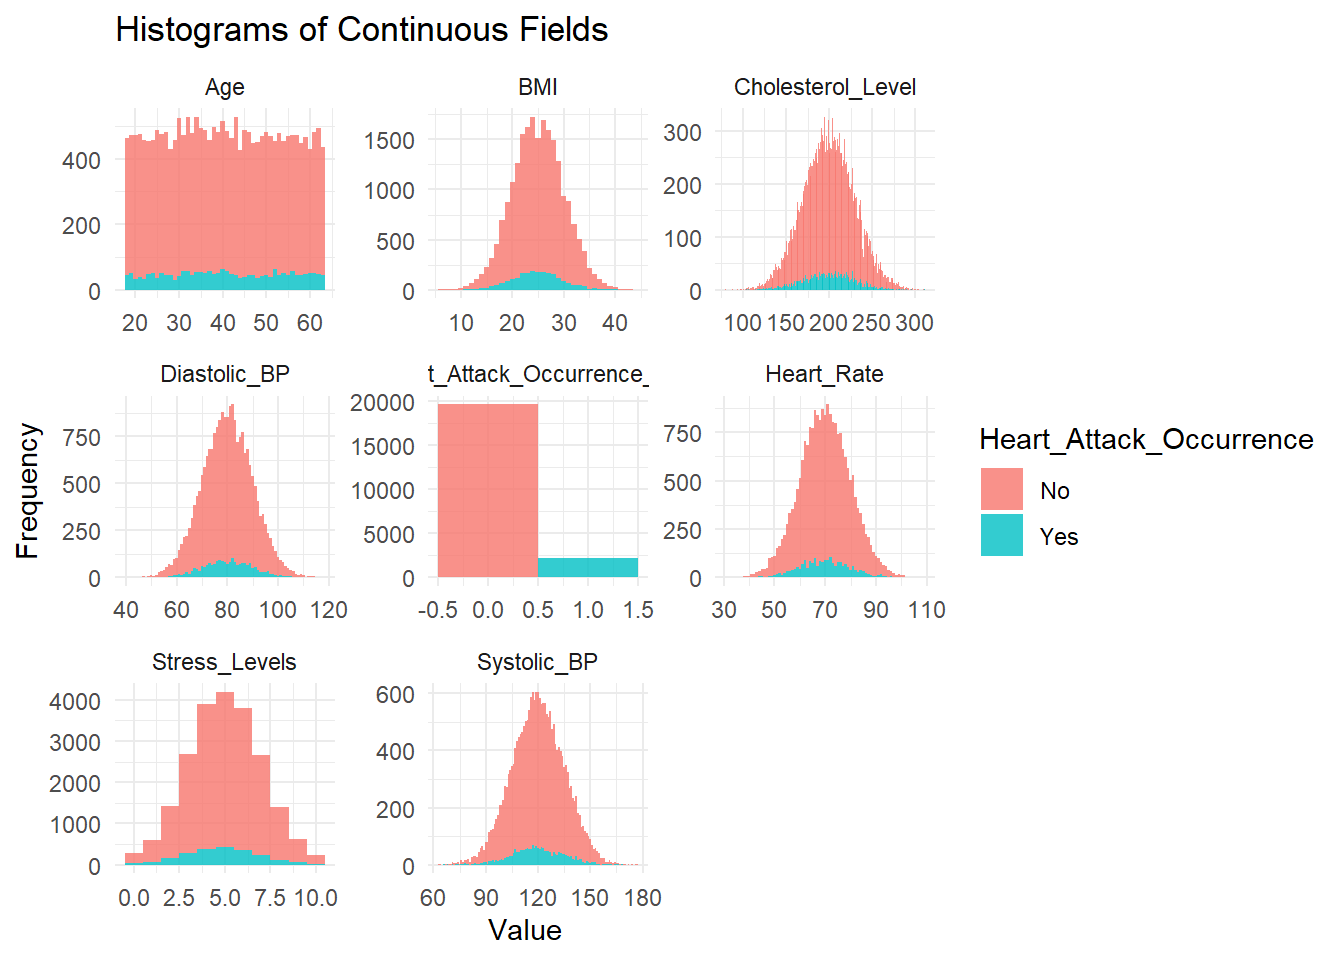 Histograms of Continuous Fields
Age
BMI
Cholesterol_Level
400
200
0
20 30 40 50 60
1500
1000
500
0
10 20 30 40
300
200
100
0
100 150 200 250 300
Diastolic_BP
t_Attack_Occurrence_
Heart_Rate
750
500
250
0
40 60 80 100 120
20000
15000
10000
5000
0
-0.5 0.0 0.5 1.0 1.5
750
500
250
0
30 50 70 90 110
Stress_Levels
Systolic_BP
4000
3000
2000
1000
0
0.0 2.5 5.0 7.5 10.0
600
400
200
0
60 90 120 150 180
Frequency
Value
Heart_Attack_Occurrence
No
Yes